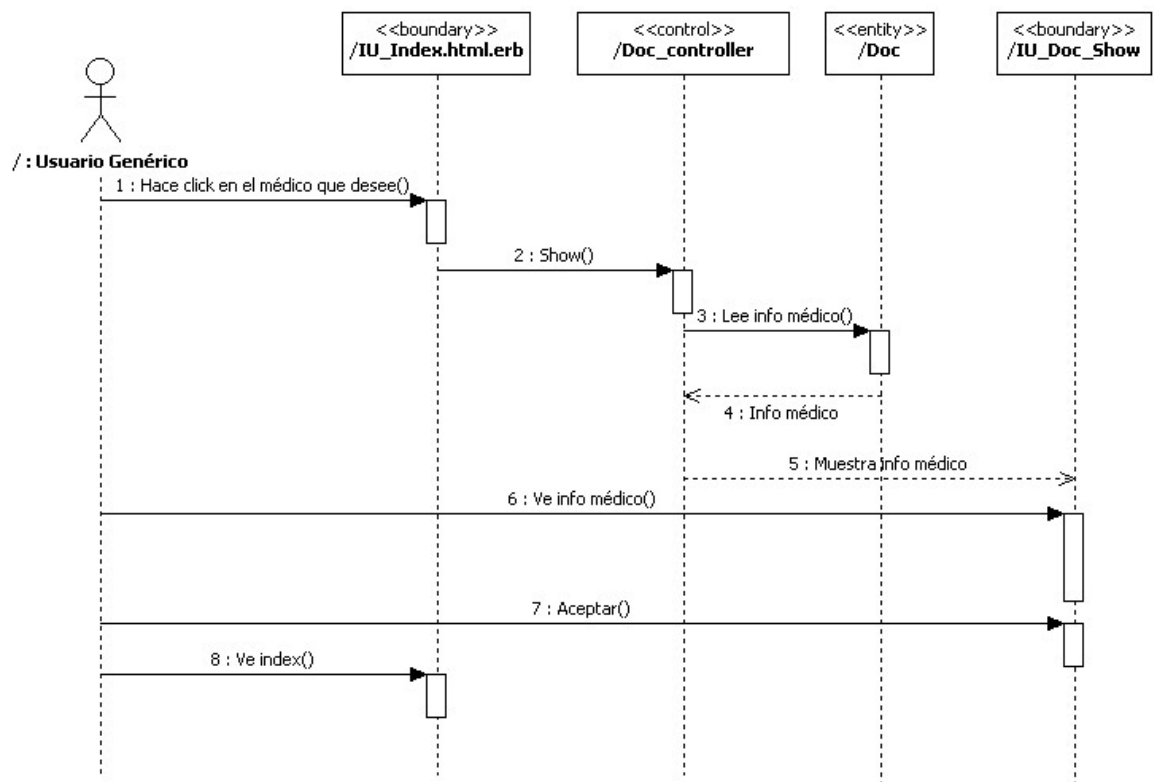 <<boundary>>
/IU_Index.html.erb
<<control>>
/Doc_controller
<<entity>>
/Doc
<<boundary>>
/IU_Doc_Show
/ : Usuario Genérico
1 : Hace click en el médico que desee()
2 : Show()
3 : Lee info médico()
4 : Info médico
5 : Muestra info médico
6 : Ve info médico()
7 : Aceptar()
8 : Ve index()